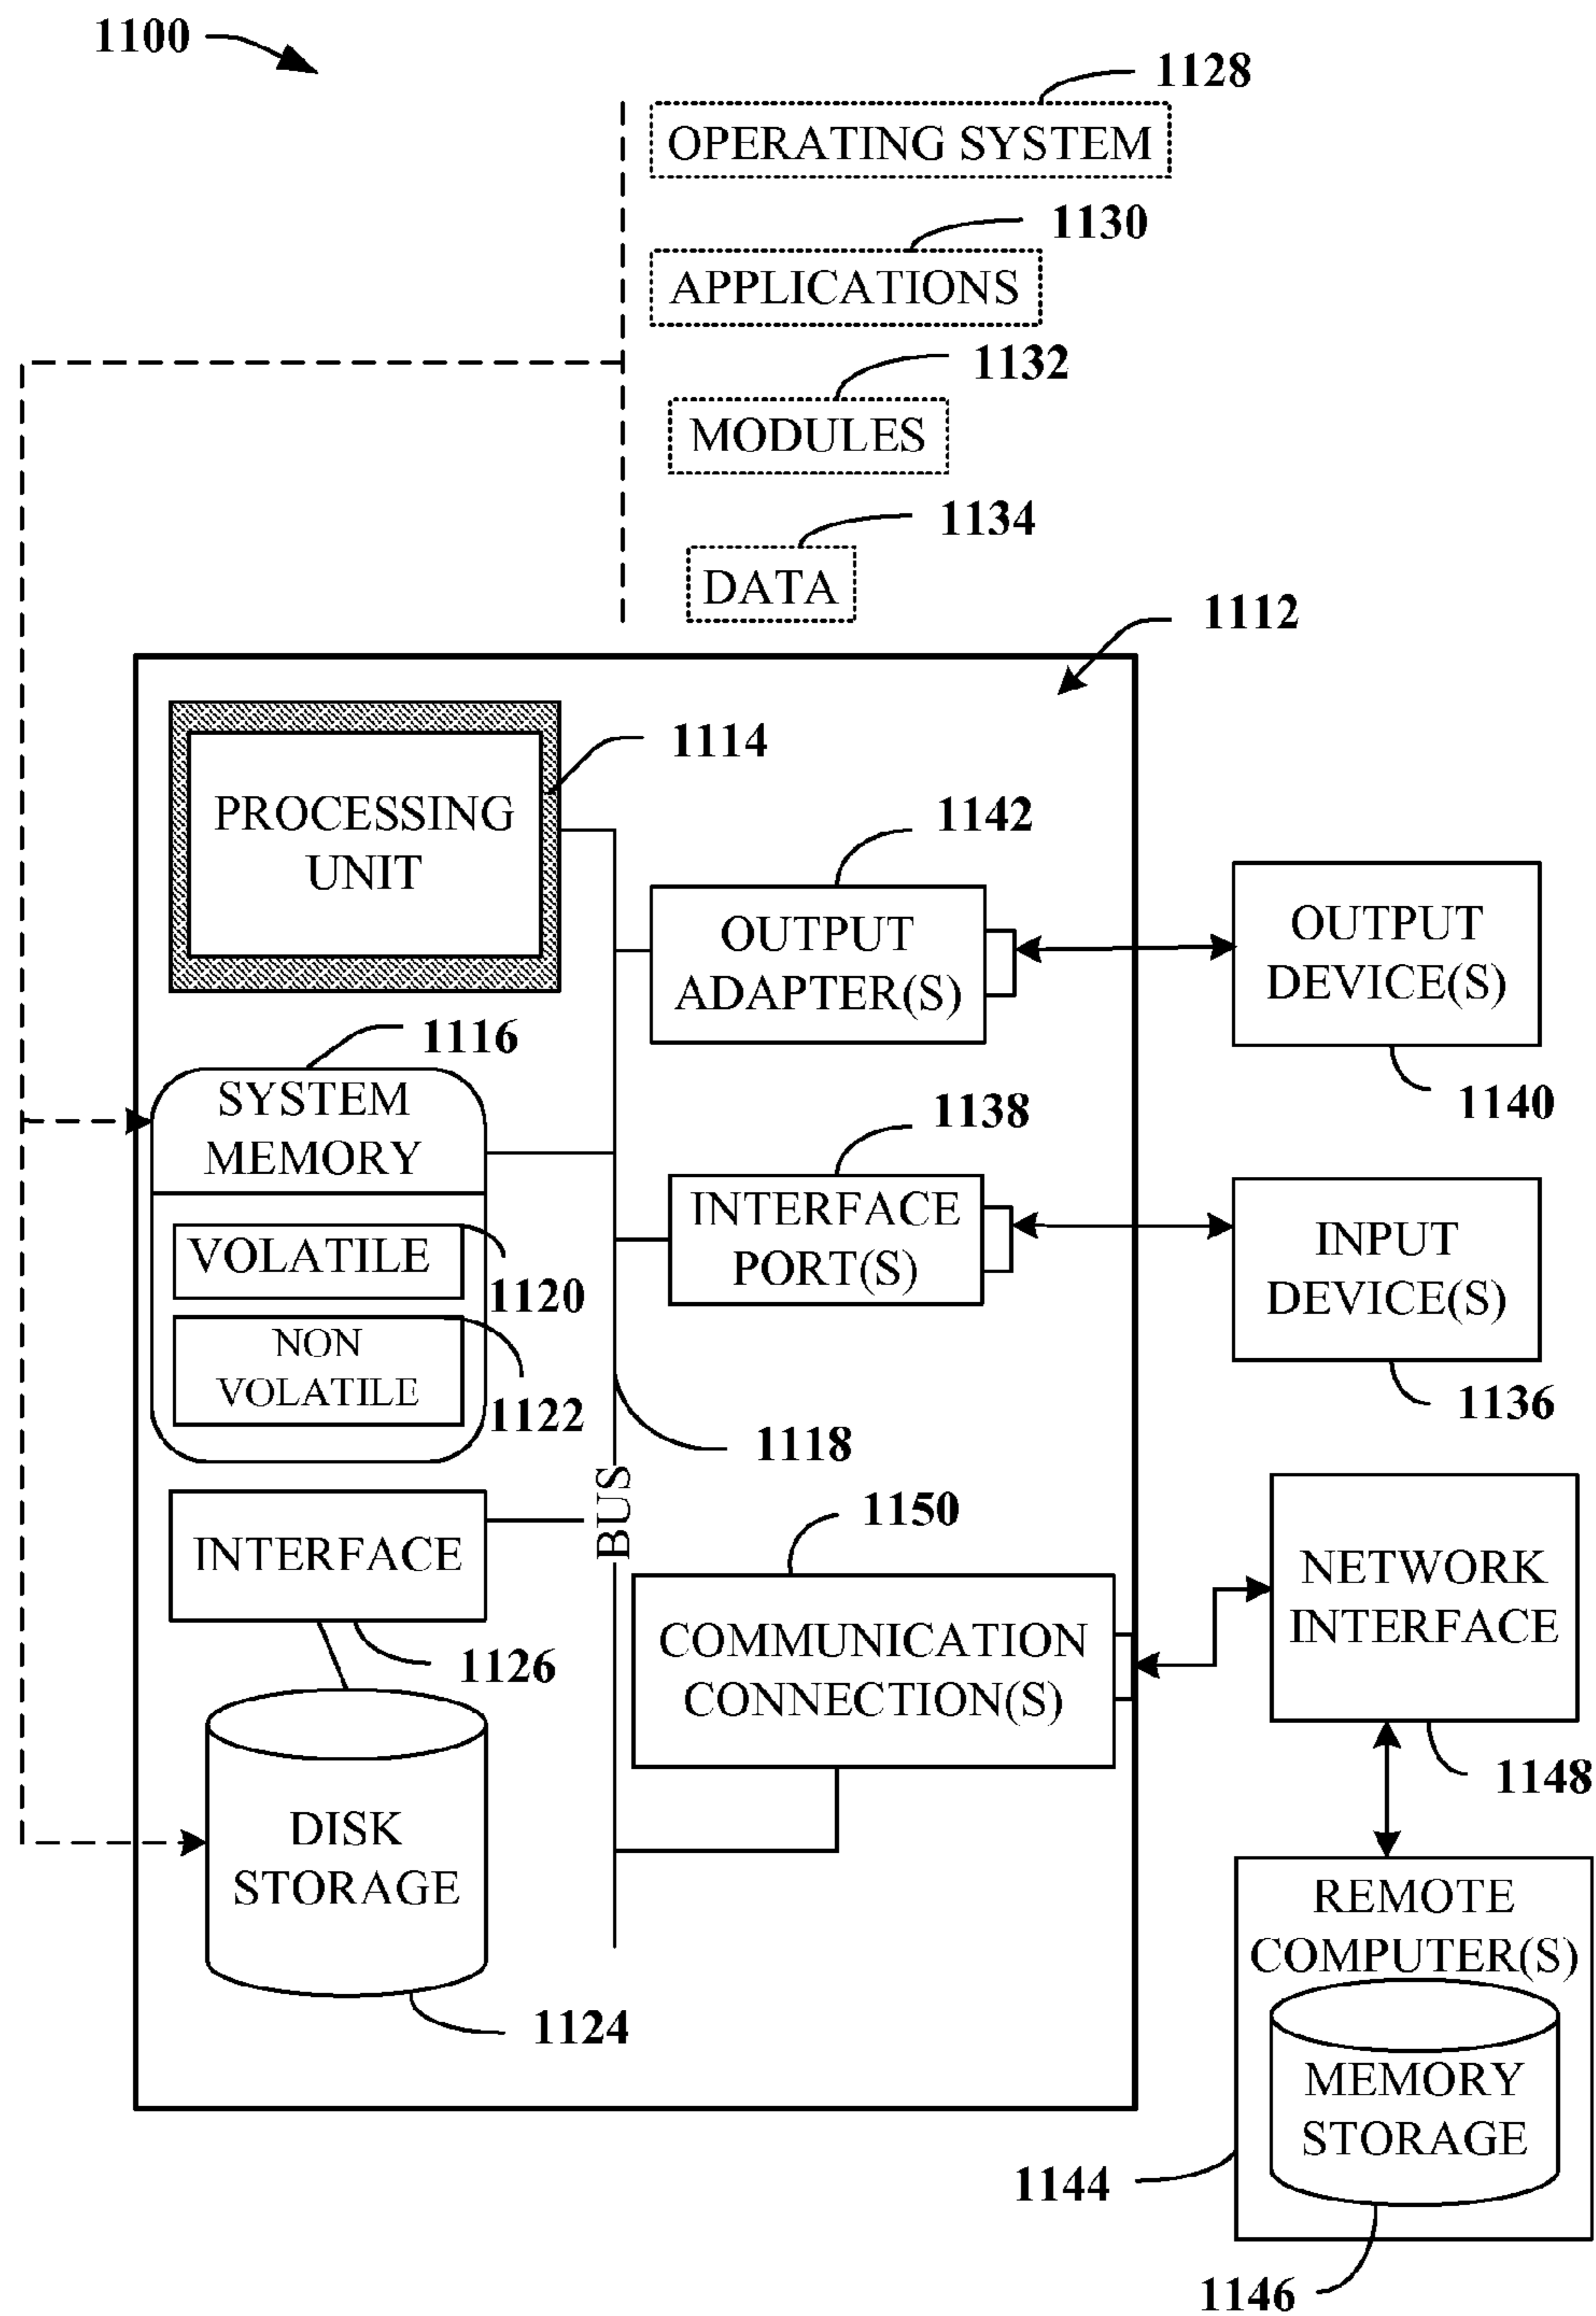 1100
1128
OPERATING SYSTEM
1130
APPLICATIONS
1132
MODULES
1134
DATA
1112
PROCESSING
UNIT
1114
1142
OUTPUT
ADAPTER(S)
OUTPUT
DEVICE(S)
1140
1116
SYSTEM
MEMORY
VOLATILE
1120
NON
VOLATILE
1122
1138
INTERFACE
PORT(S)
INPUT
DEVICE(S)
1136
1118
BUS
INTERFACE
1126
1150
COMMUNICATION
CONNECTION(S)
NETWORK
INTERFACE
1148
DISK
STORAGE
1124
REMOTE
COMPUTER(S)
MEMORY
STORAGE
1144
1146